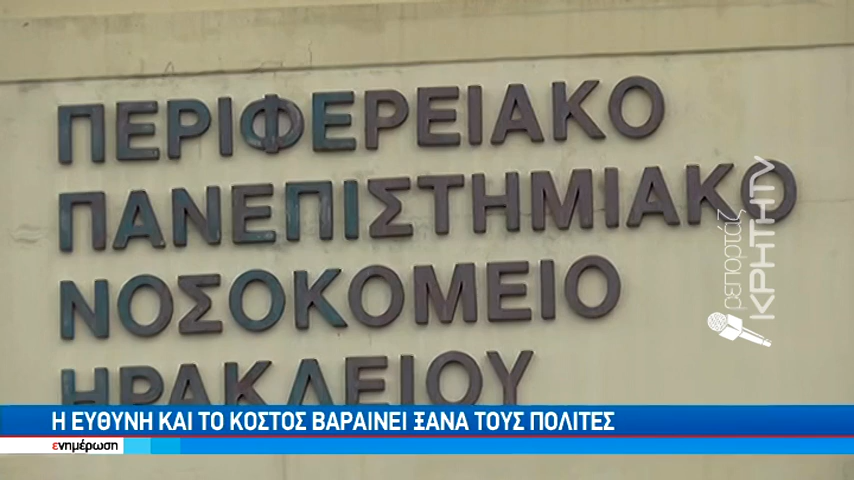 ΠΕΡΙΦΕΡΕΙΑΚΟ
ΠΑΝΕΠΙΣΤΗΜΙΑΚΟ
ΝΟΣΟΚΟΜΕΙΟ
ΗΡΑΚΛΕΙΟΥ
ρεπορτάζ
ΚΡΗΤΗTV
Η ΕΥΘΥΝΗ ΚΑΙ ΤΟ ΚΟΣΤΟΣ ΒΑΡΑΙΝΕΙ ΞΑΝΑ ΤΟΥΣ ΠΟΛΙΤΕΣ
ενημέρωση